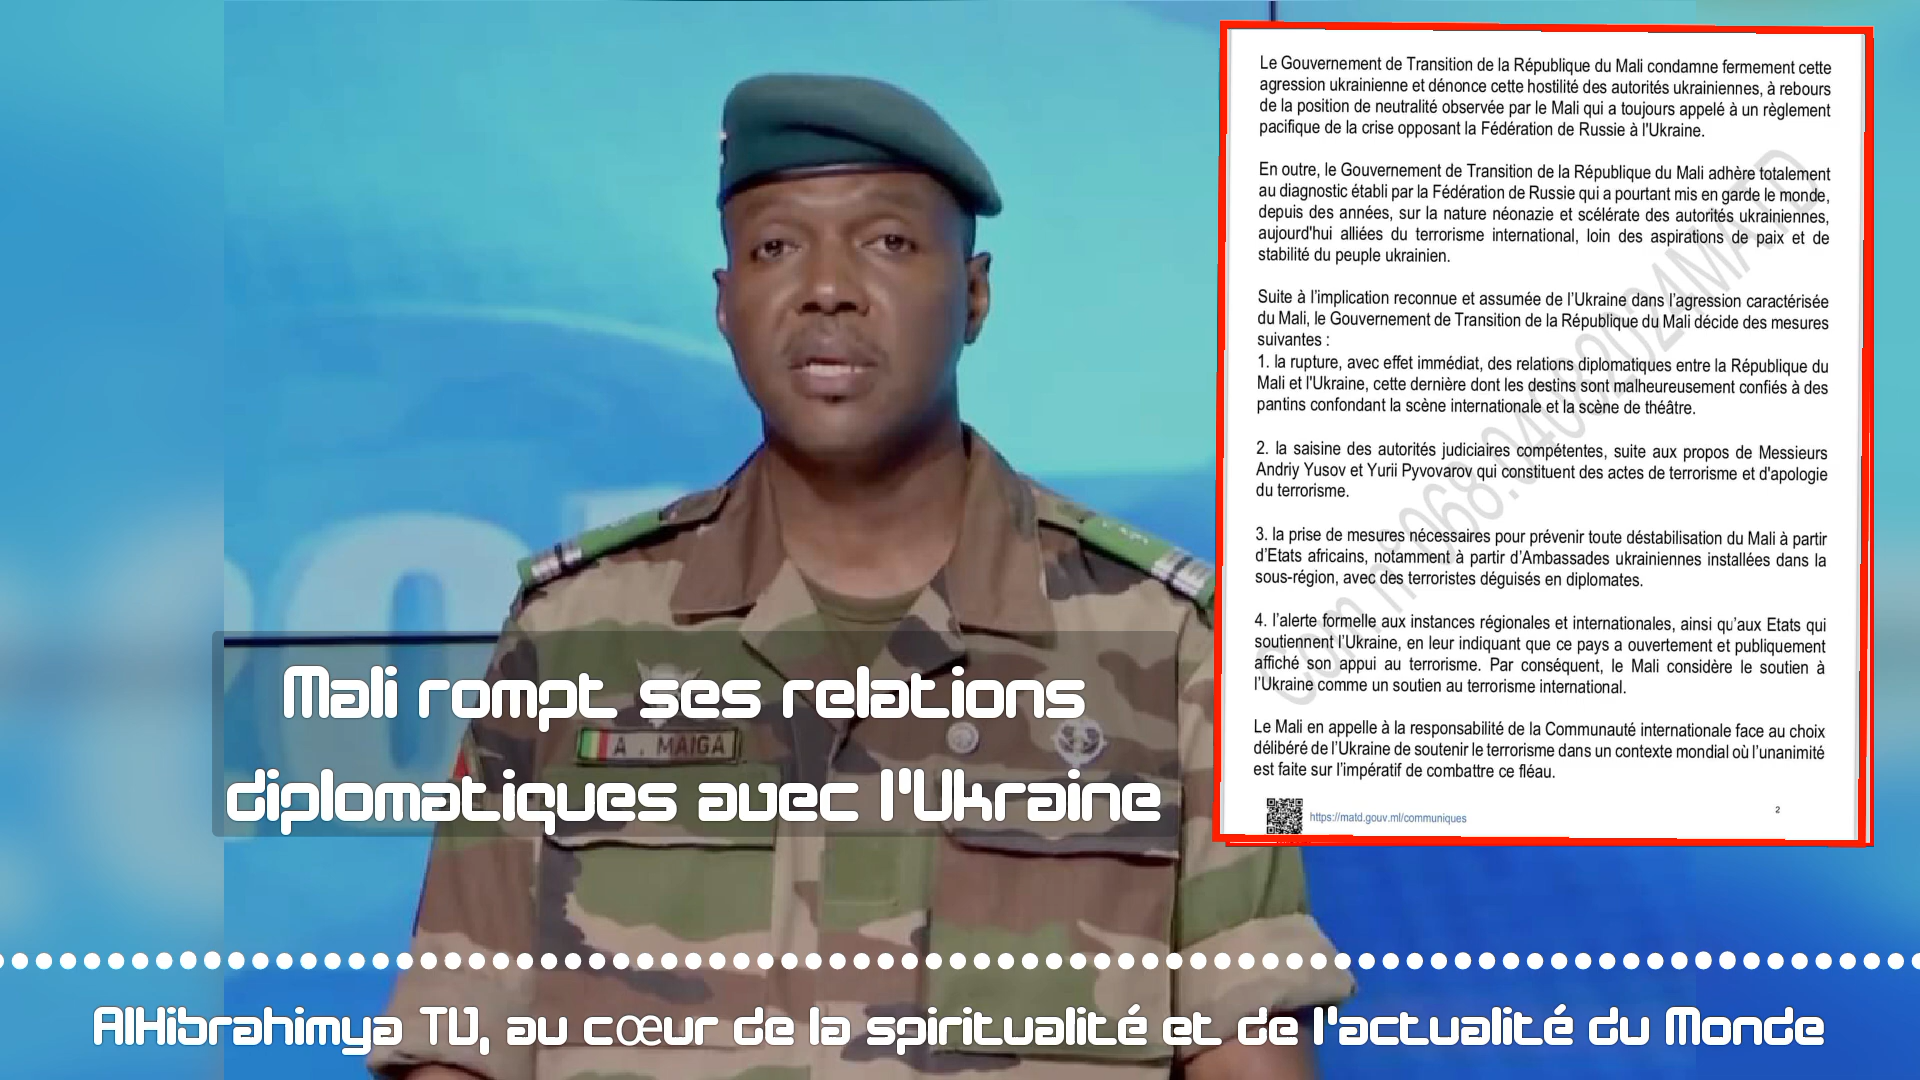 Le Gouvernement de Transition de la République du Mali condamne fermement cette
agression ukrainienne et dénonce cette hostilité des autorités ukrainiennes, à rebours
de la position de neutralité observée par le Mali qui a toujours appelé à un règlement
pacifique de la crise opposant la Fédération de Russie à l'Ukraine.
En outre, le Gouvernement de Transition de la République du Mali adhère totalement
au diagnostic établi par la Fédération de Russie qui a pourtant mis en garde le monde,
depuis des années, sur la nature néonazie et scélérate des autorités ukrainiennes,
aujourd'hui alliées du terrorisme international, loin des aspirations de paix et de
stabilité du peuple ukrainien.
Suite à l'implication reconnue et assumée de l'Ukraine dans l'agression caractérisée
du Mali, le Gouvernement de Transition de la République du Mali décide des mesures
suivantes :
1. la rupture, avec effet immédiat, des relations diplomatiques entre la République du
Mali et l'Ukraine, cette dernière dont les destins sont malheureusement confiés à des
pantins confondant la scène internationale et la scène de théâtre.
2. la saisine des autorités judiciaires compétentes, suite aux propos de Messieurs
Andriy Yusov et Yurii Pyvovarov qui constituent des actes de terrorisme et d'apologie
du terrorisme.
3. la prise de mesures nécessaires pour prévenir toute déstabilisation du Mali à partir
d'Etats africains, notamment à partir d'Ambassades ukrainiennes installées dans la
sous-région, avec des terroristes déguisés en diplomates.
4. l'alerte formelle aux instances régionales et internationales, ainsi qu'aux Etats qui
soutiennent l'Ukraine, en leur indiquant que ce pays a ouvertement et publiquement
affiché son appui au terrorisme. Par conséquent, le Mali considère le soutien à
l'Ukraine comme un soutien au terrorisme international.
Le Mali en appelle à la responsabilité de la Communauté internationale face au choix
délibéré de l'Ukraine de soutenir le terrorisme dans un contexte mondial où l'unanimité
est faite sur l'impératif de combattre ce fléau.
https://matd.gouv.ml/communiques
2
Mali rompt ses relations
A . MAIGA
diplomatiques avec l'Ukraine
AlHibrahimya TV, au cœur de la spiritualité et de l'actualité du Monde